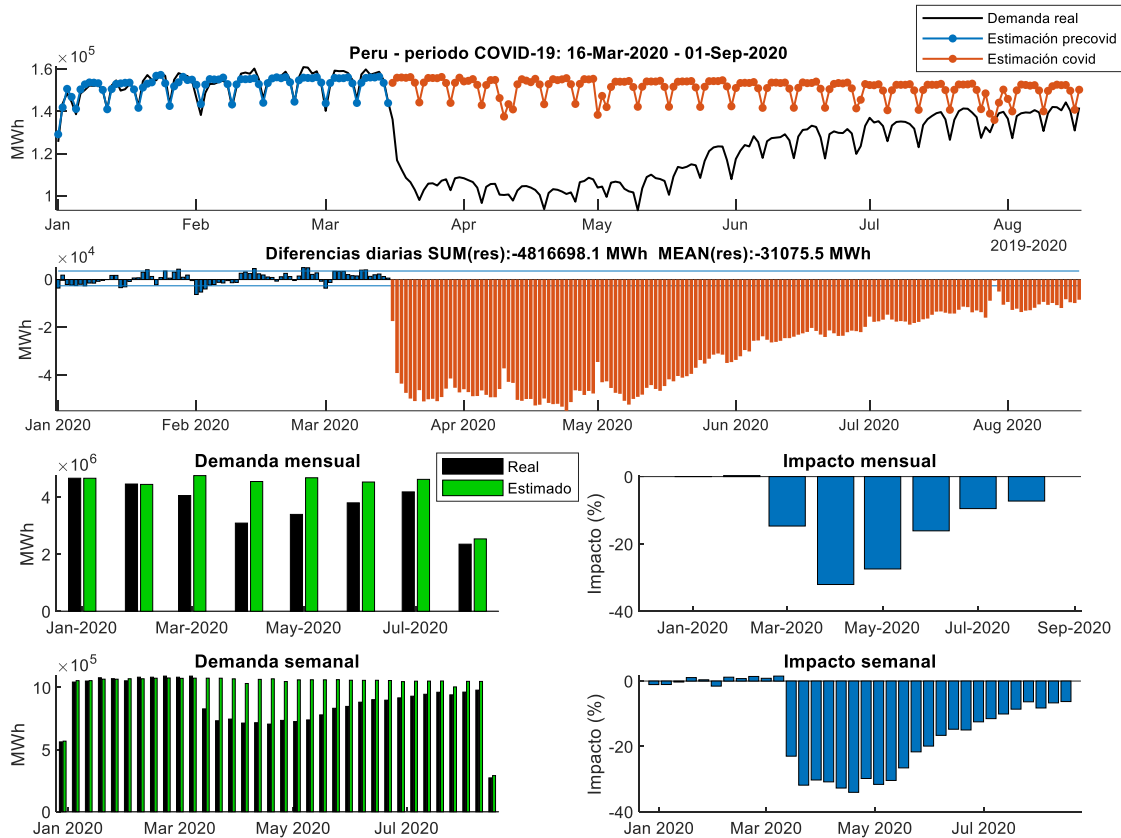 Demanda real
Estimación precovid
Estimación covid
Peru - periodo COVID-19: 16-Mar-2020 - 01-Sep-2020
×10^5
1.6
1.4
1.2
1
MWh
Jan Feb Mar Apr May Jun Jul Aug
2019-2020
Diferencias diarias SUM(res):-4816698.1 MWh MEAN(res):-31075.5 MWh
×10^4
0
-2
-4
MWh
Jan 2020 Feb 2020 Mar 2020 Apr 2020 May 2020 Jun 2020 Jul 2020 Aug 2020
Demanda mensual
×10^6
Real
Estimado
4
2
0
MWh
Jan-2020 Mar-2020 May-2020 Jul-2020
Impacto mensual
0
-20
-40
Impacto (%)
Jan-2020 Mar-2020 May-2020 Jul-2020 Sep-2020
Demanda semanal
×10^5
10
5
0
MWh
Jan 2020 Mar 2020 May 2020 Jul 2020
Impacto semanal
0
-20
-40
Impacto (%)
Jan 2020 Mar 2020 May 2020 Jul 2020